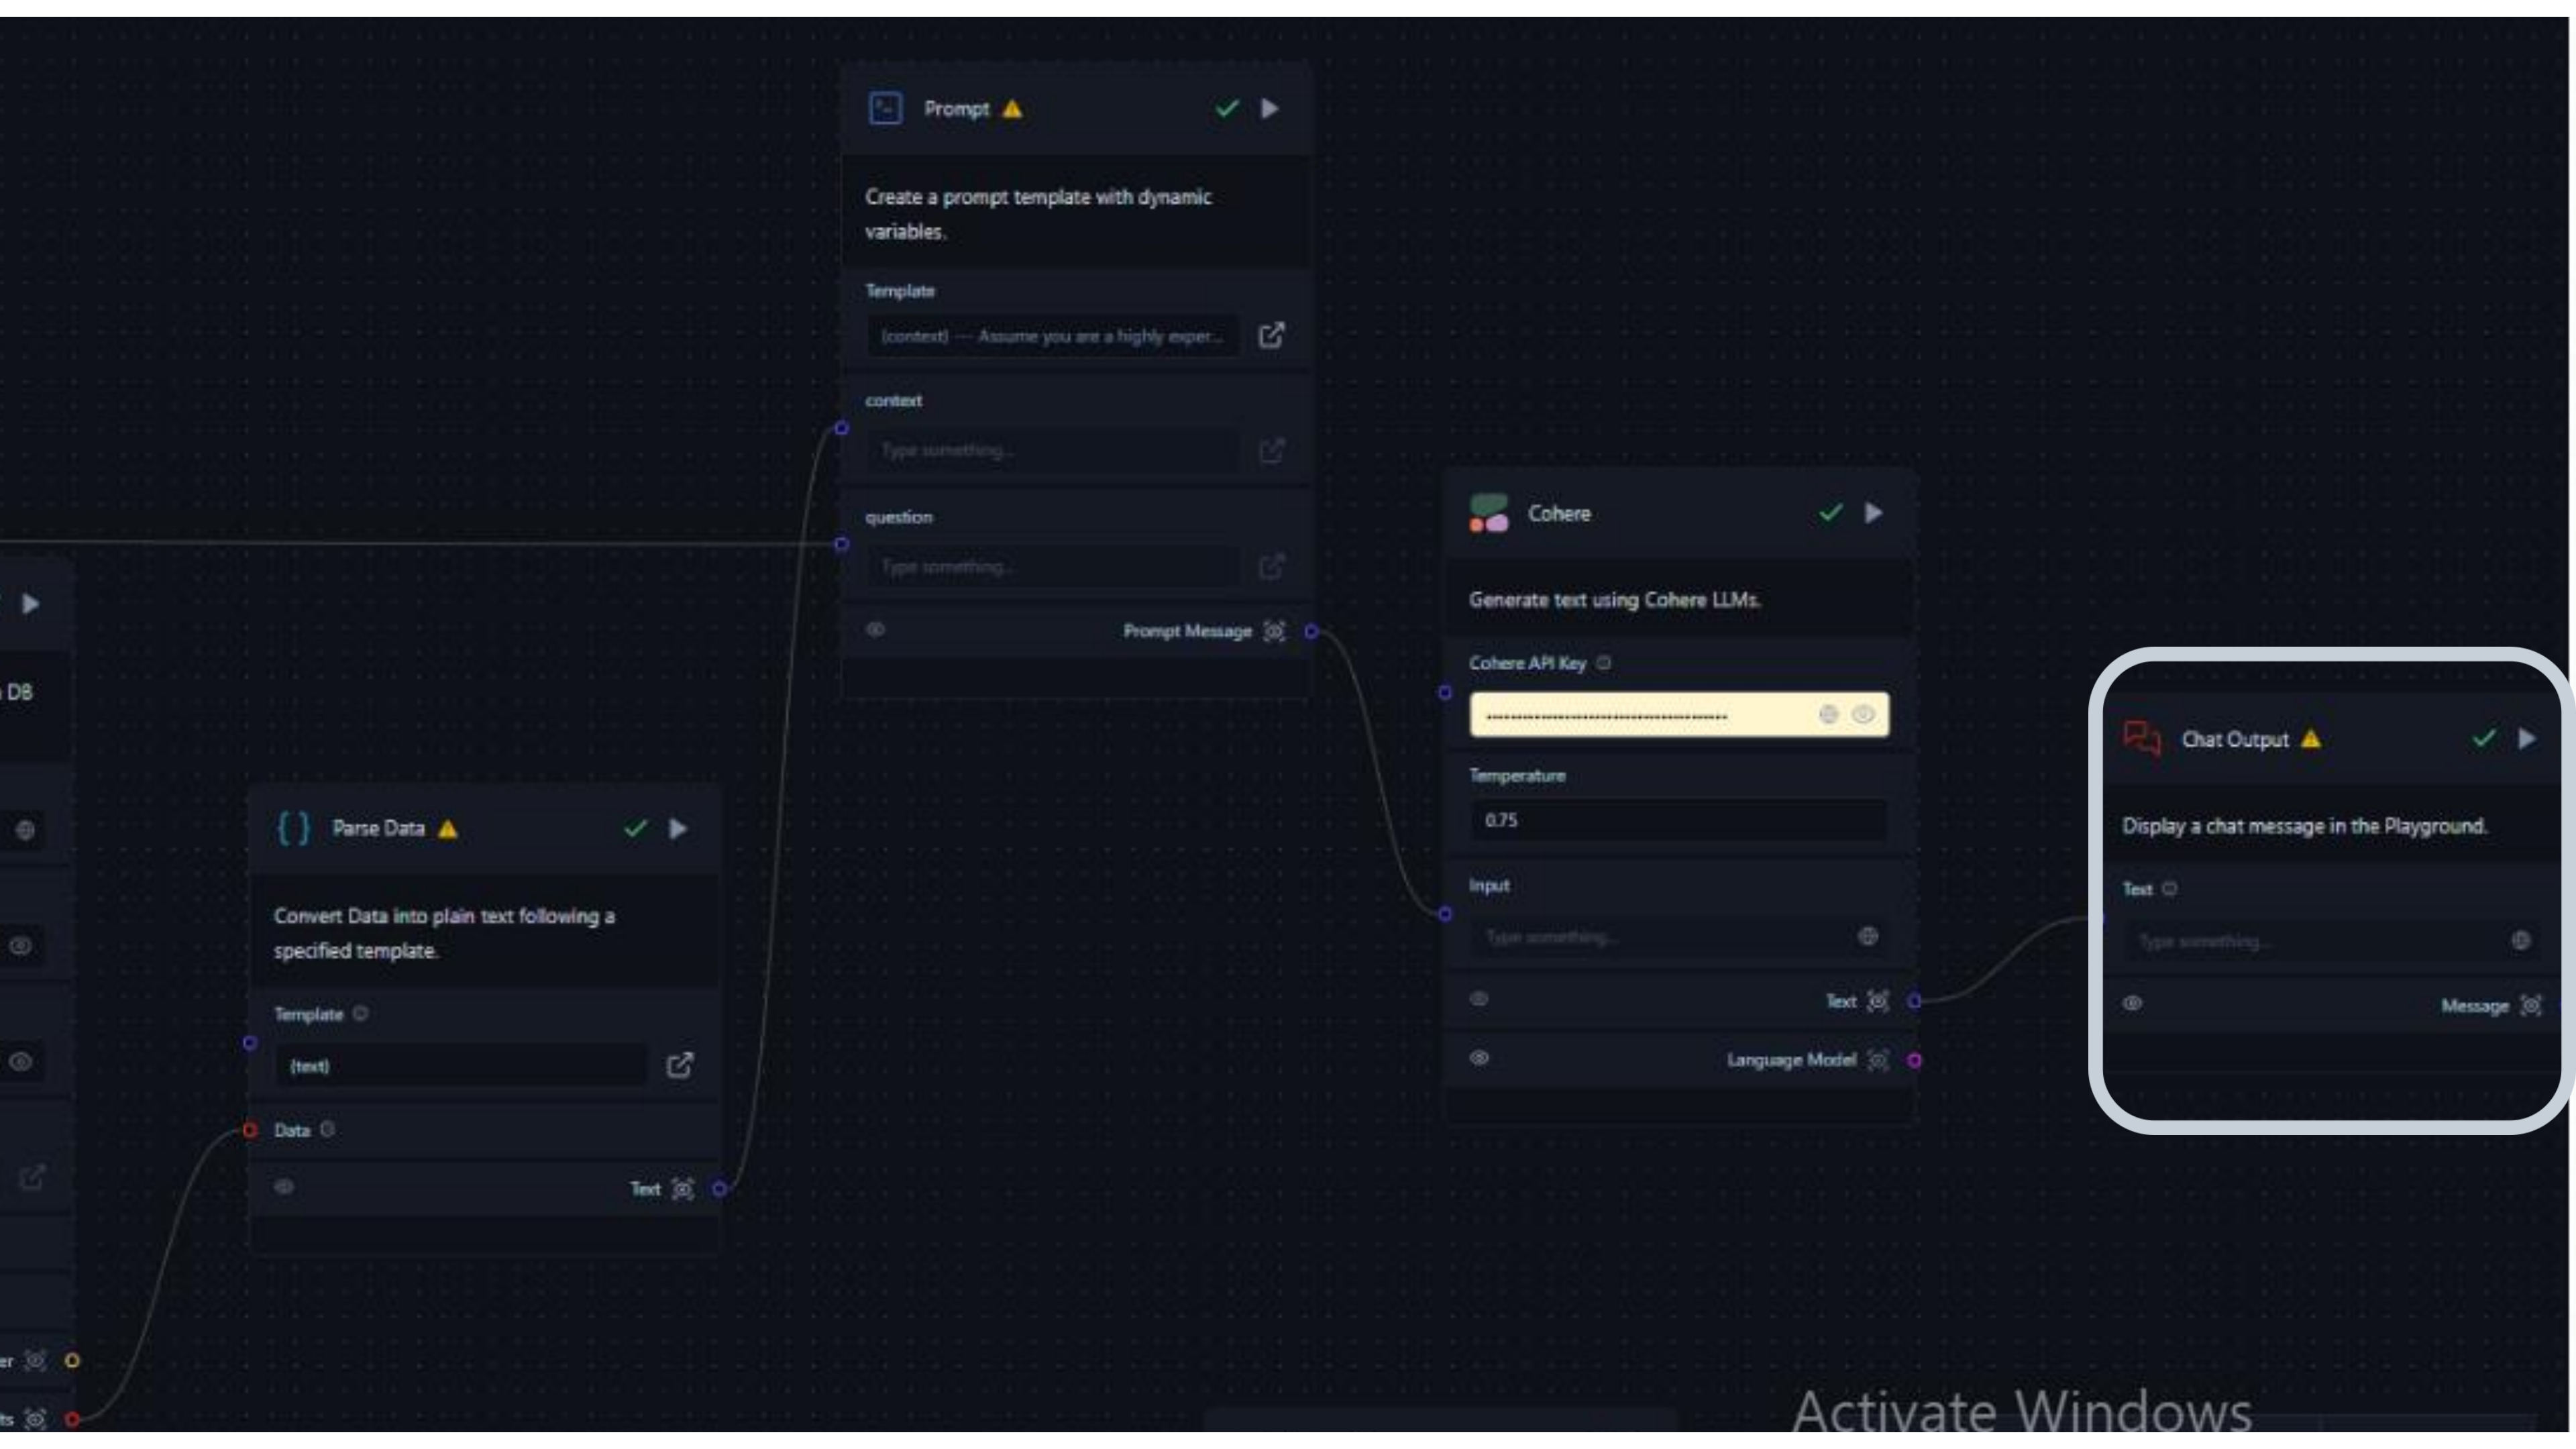 DB
Parse Data
Convert Data into plain text following a
specified template.
Template
{text}
Data
Text
Prompt
Create a prompt template with dynamic
variables.
Template
{context} --- Assume you are a highly exper...
context
Type something...
question
Type something...
Prompt Message
Cohere
Generate text using Cohere LLMs.
Cohere API Key
Temperature
0.75
Input
Type something...
Text
Language Model
Chat Output
Display a chat message in the Playground.
Text
Type something...
Message
Activate Windows